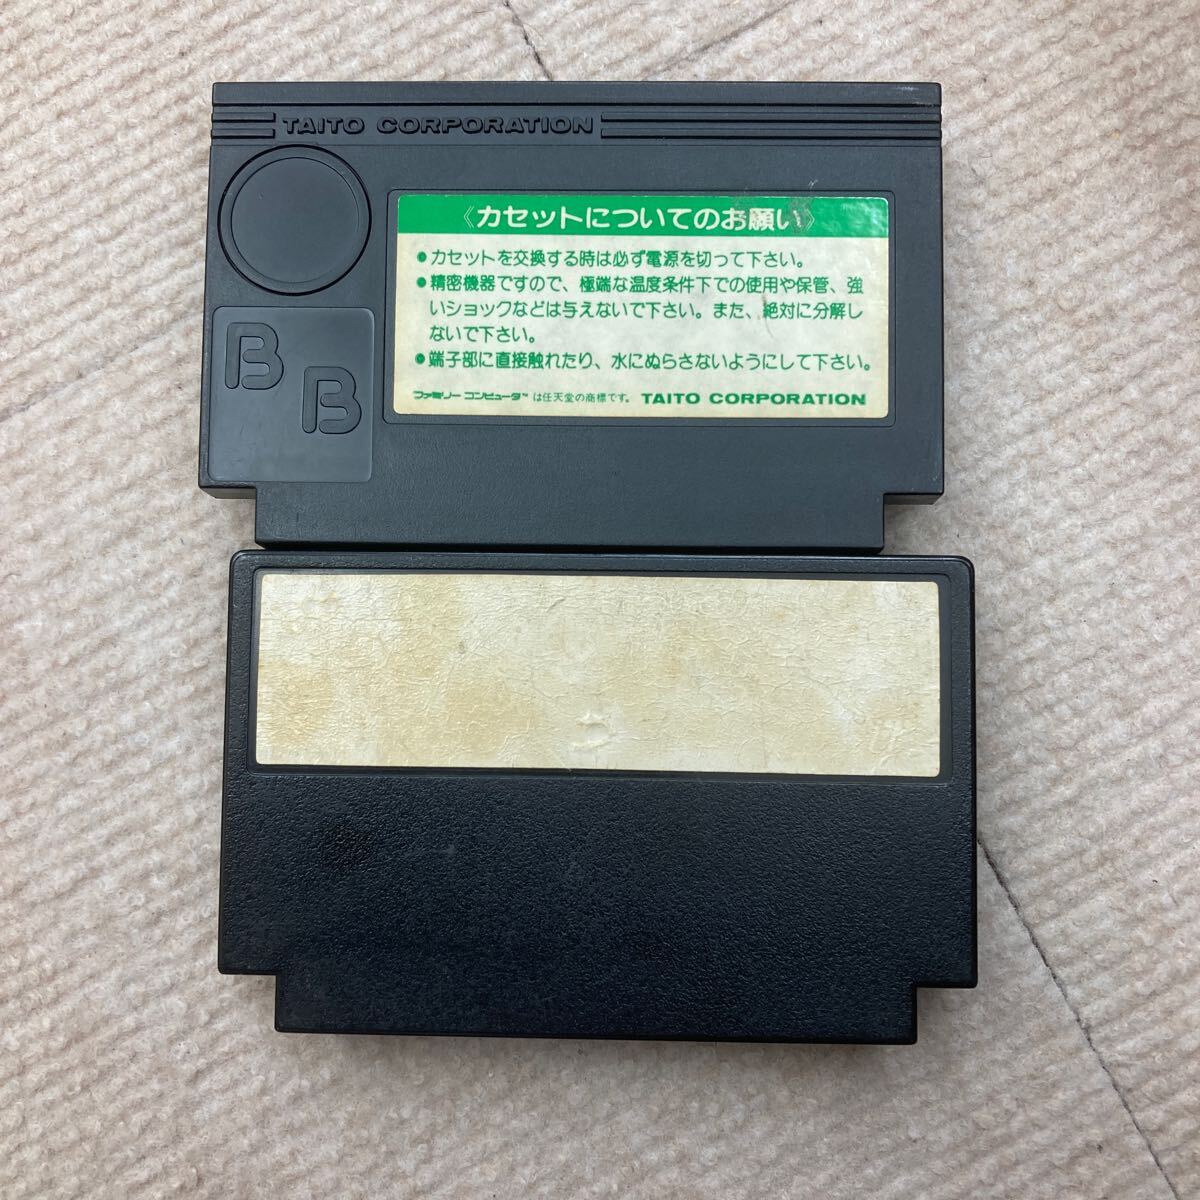 TAITO CORPORATION
《カセットについてのお願い》
●カセットを交換する時は必ず電源を切って下さい。
●精密機器ですので、極端な温度条件下での使用や保管、強
いショックなどは与えないで下さい。また、絶対に分解し
ないで下さい。
●端子部に直接触れたり、水にぬらさないようにして下さい。
ファミリーコンピュータ™ は任天堂の商標です。 TAITO CORPORATION
B
B